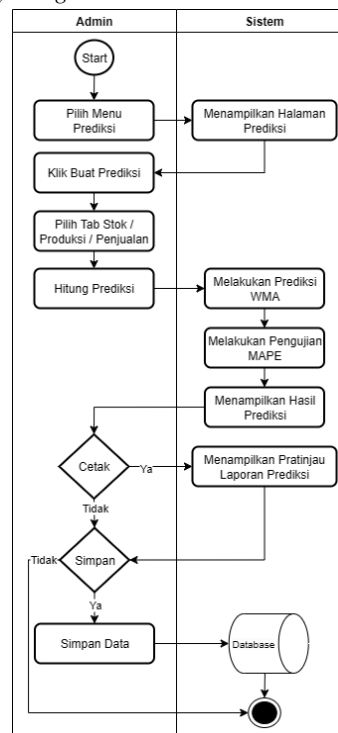 Admin
Sistem
Start
Pilih Menu
Prediksi
Menampilkan Halaman
Prediksi
Klik Buat Prediksi
Pilih Tab Stok /
Produksi / Penjualan
Hitung Prediksi
Melakukan Prediksi
WMA
Melakukan Pengujian
MAPE
Menampilkan Hasil
Prediksi
Cetak
Ya
Menampilkan Pratinjau
Laporan Prediksi
Tidak
Tidak
Simpan
Ya
Simpan Data
Database